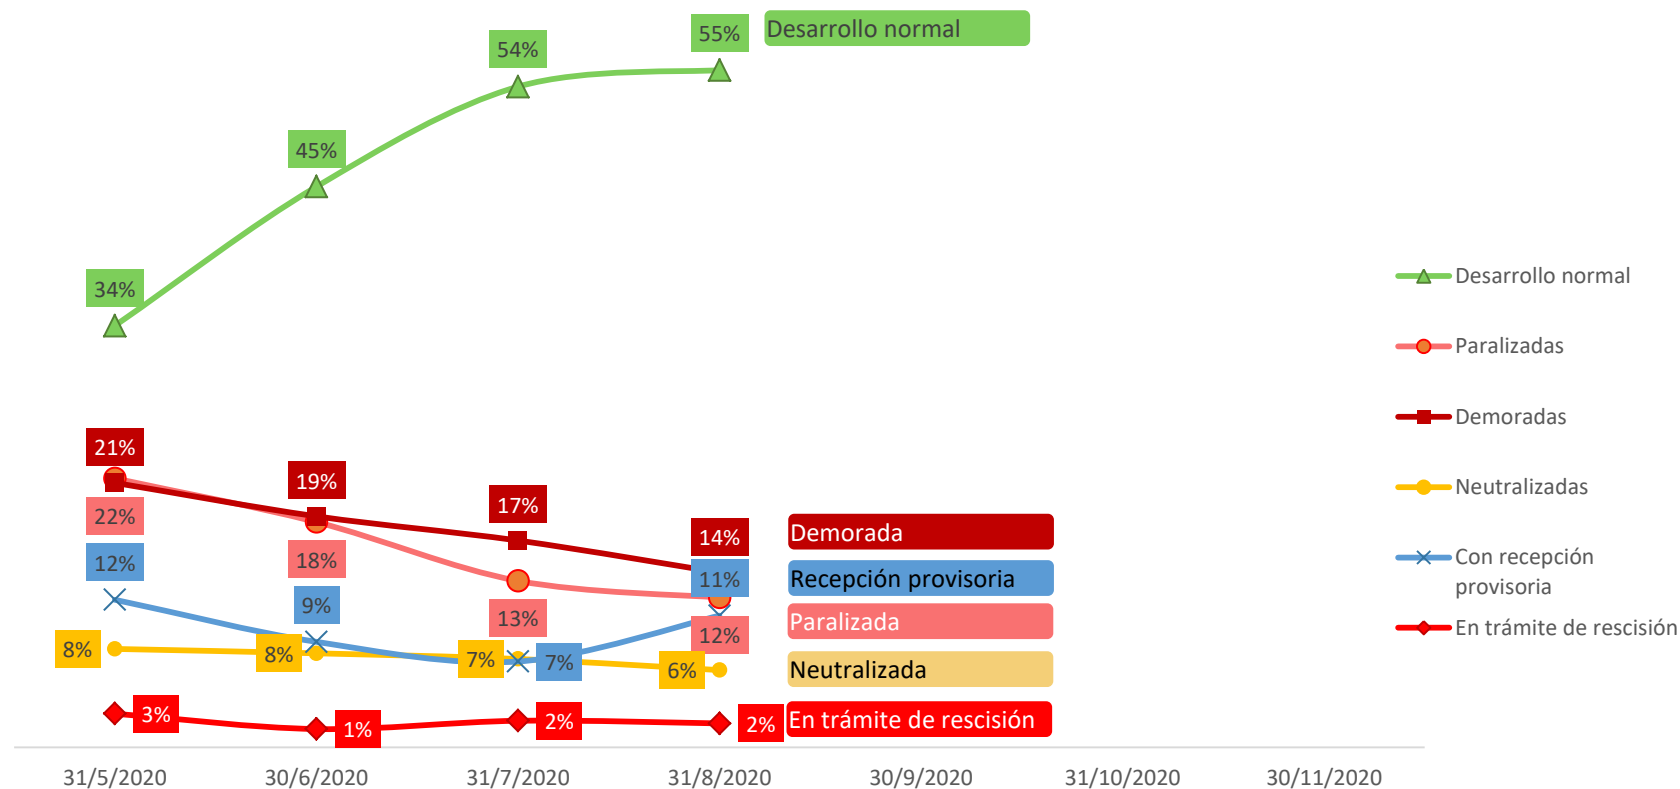 55%
Desarrollo normal
54%
45%
34%
Desarrollo normal
Paralizadas
21%
Demoradas
19%
Neutralizadas
17%
22%
Demorada
14%
12%
18%
Con recepción
provisoria
Recepción provisoria
11%
9%
13%
Paralizada
12%
En trámite de rescisión
8%
8%
7%
7%
6%
Neutralizada
3%
1%
2%
2%
En trámite de rescisión
31/5/2020
30/6/2020
31/7/2020
31/8/2020
30/9/2020
31/10/2020
30/11/2020